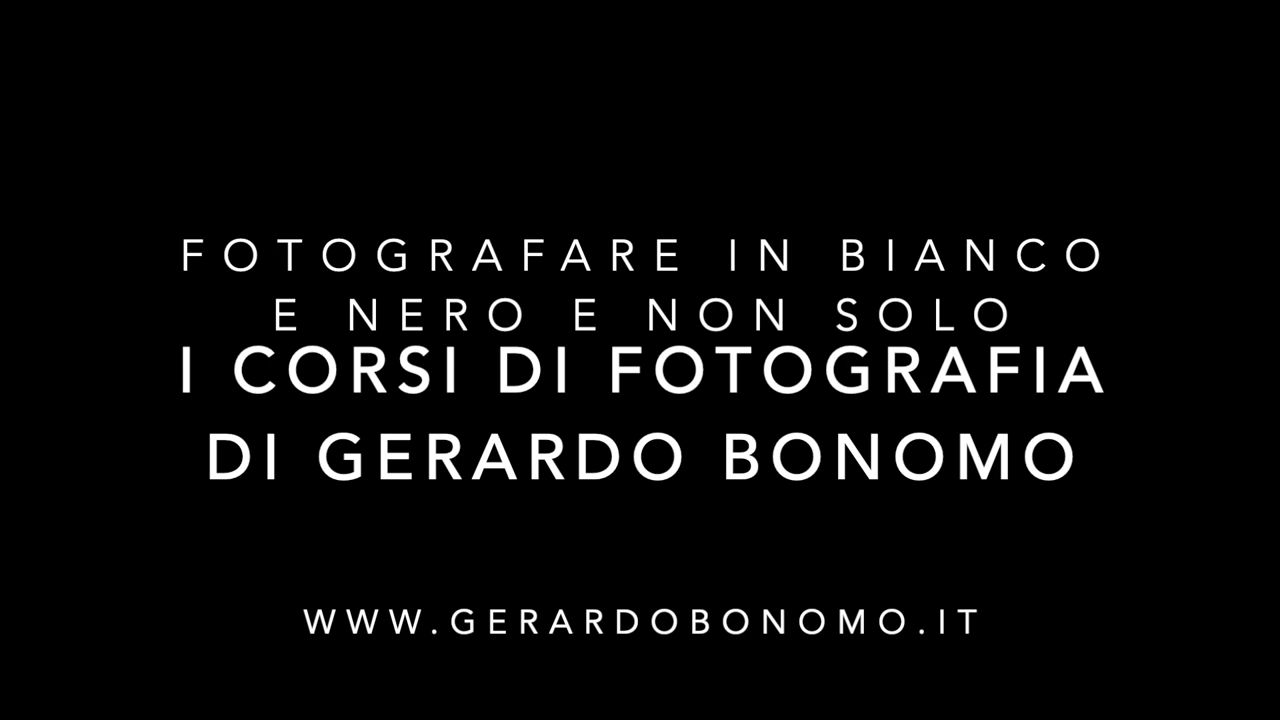 FOTOGRAFARE IN BIANCO
E NERO E NON SOLO
I CORSI DI FOTOGRAFIA
DI GERARDO BONOMO
WWW.GERARDOBONOMO.IT